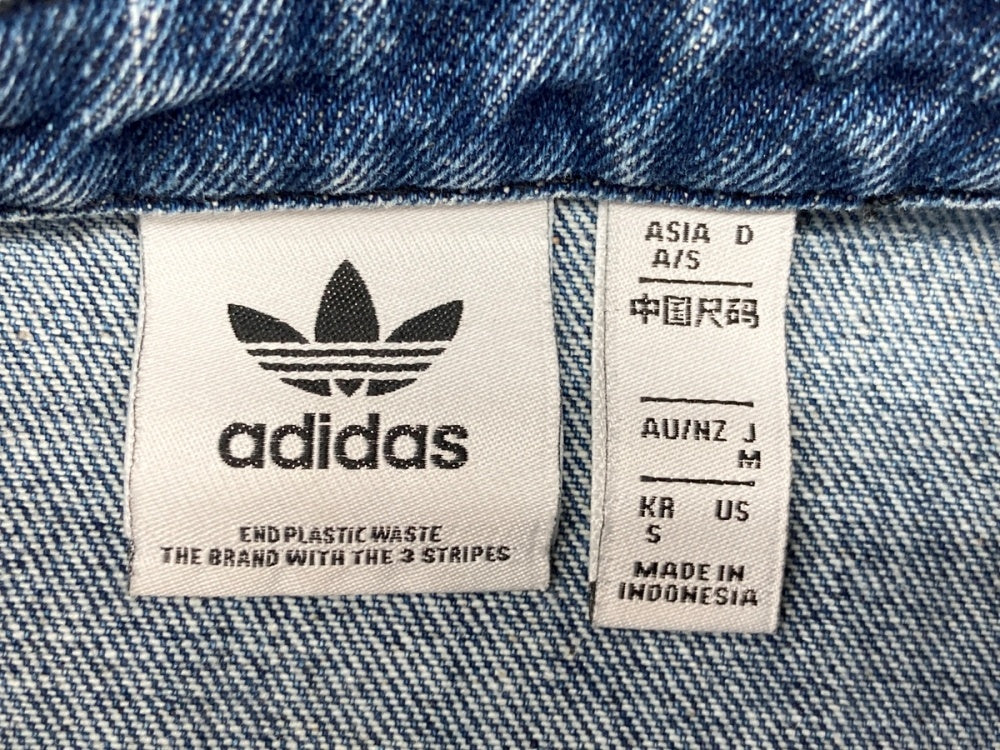 adidas
END PLASTIC WASTE
THE BRAND WITH THE 3 STRIPES
ASIA D
A/S
中国尺码
AU/NZ J
M
KR US
S
MADE IN
INDONESIA